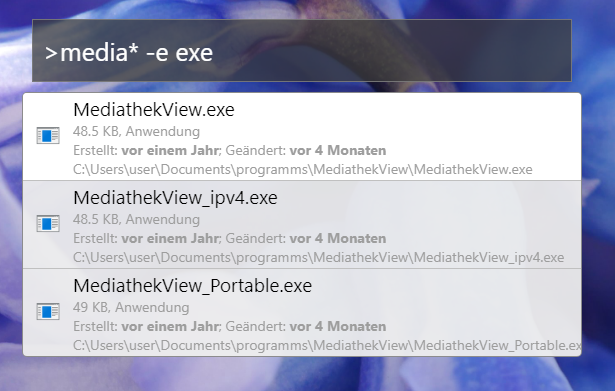 >media* -e exe
MediathekView.exe
48.5 KB, Anwendung
Erstellt: vor einem Jahr; Geändert: vor 4 Monaten
C:\Users\user\Documents\programms\MediathekView\MediathekView.exe
MediathekView_ipv4.exe
48.5 KB, Anwendung
Erstellt: vor einem Jahr; Geändert: vor 4 Monaten
C:\Users\user\Documents\programms\MediathekView\MediathekView_ipv4.exe
MediathekView_Portable.exe
49 KB, Anwendung
Erstellt: vor einem Jahr; Geändert: vor 4 Monaten
C:\Users\user\Documents\programms\MediathekView\MediathekView_Portable.exe